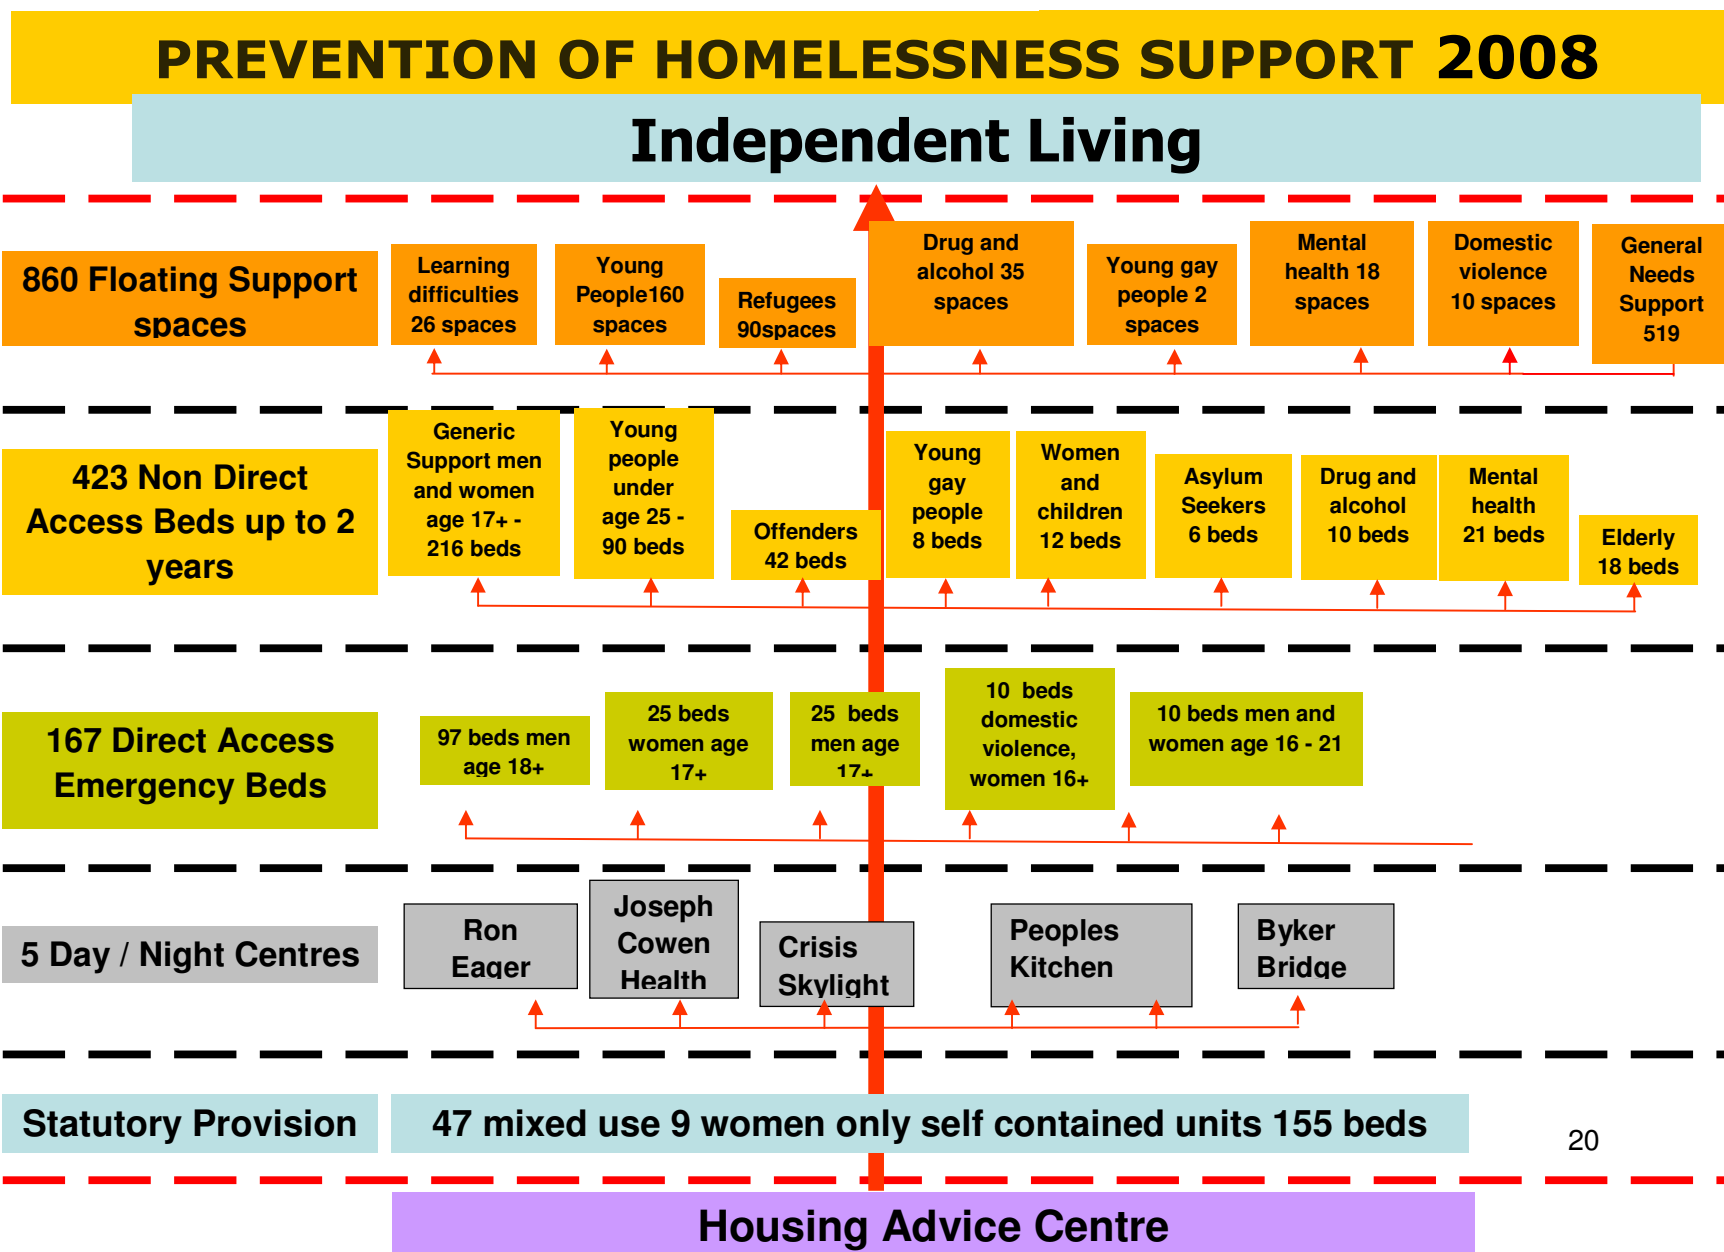 PREVENTION OF HOMELESSNESS SUPPORT 2008
Independent Living
860 Floating Support
spaces
Learning
difficulties
26 spaces
Young
People160
spaces
Refugees
90spaces
Drug and
alcohol 35
spaces
Young gay
people 2
spaces
Mental
health 18
spaces
Domestic
violence
10 spaces
General
Needs
Support
519
423 Non Direct
Access Beds up to 2
years
Generic
Support men
and women
age 17+ -
216 beds
Young
people
under
age 25 -
90 beds
Offenders
42 beds
Young
gay
people
8 beds
Women
and
children
12 beds
Asylum
Seekers
6 beds
Drug and
alcohol
10 beds
Mental
health
21 beds
Elderly
18 beds
167 Direct Access
Emergency Beds
97 beds men
age 18+
25 beds
women age
17+
25 beds
men age
17+
10 beds
domestic
violence,
women 16+
10 beds men and
women age 16 - 21
5 Day / Night Centres
Ron
Eager
Joseph
Cowen
Health
Crisis
Skylight
Peoples
Kitchen
Byker
Bridge
Statutory Provision
47 mixed use 9 women only self contained units 155 beds
20
Housing Advice Centre